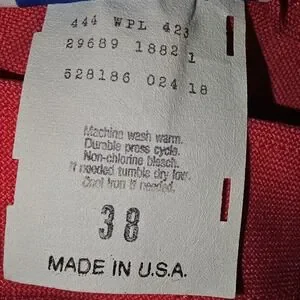 444 WPL 423
29689 1882 1
528186 024 18
Machine wash warm.
Durable press cycle.
Non-chlorine bleach.
If needed tumble dry low.
Cool iron if needed.
38
MADE IN U.S.A.